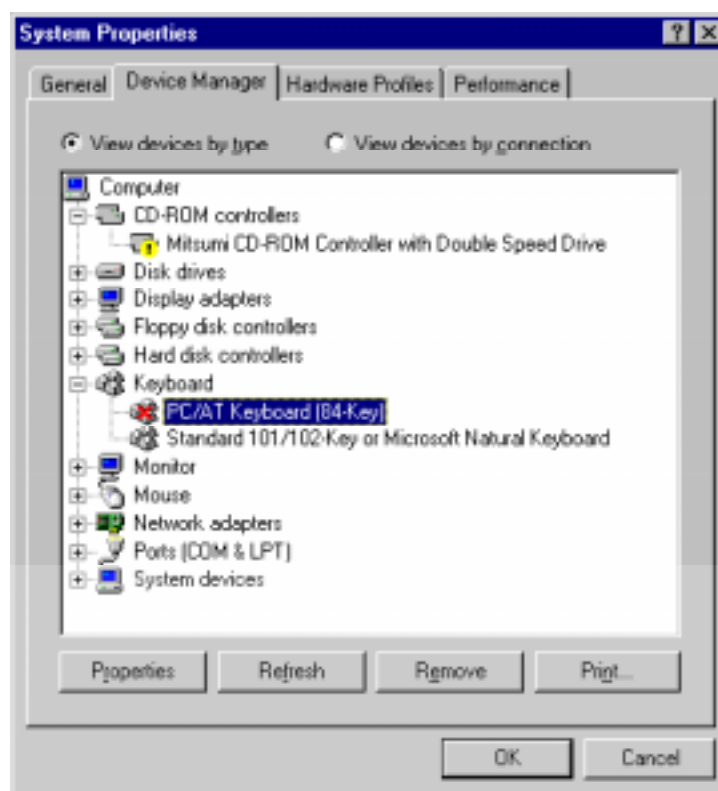 System Properties
General Device Manager Hardware Profiles Performance
View devices by type View devices by connection
Computer
CD-ROM controllers
Mitsumi CD-ROM Controller with Double Speed Drive
Disk drives
Display adapters
Floppy disk controllers
Hard disk controllers
Keyboard
PC/AT Keyboard (84-Key)
Standard 101/102-Key or Microsoft Natural Keyboard
Monitor
Mouse
Network adapters
Ports (COM & LPT)
System devices
Properties Refresh Remove Print...
OK Cancel